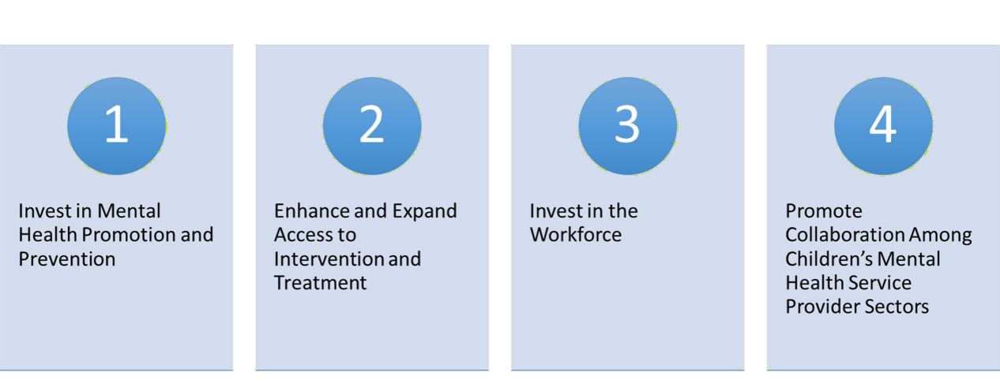 1
Invest in Mental
Health Promotion and
Prevention
2
Enhance and Expand
Access to
Intervention and
Treatment
3
Invest in the
Workforce
4
Promote
Collaboration Among
Children’s Mental
Health Service
Provider Sectors